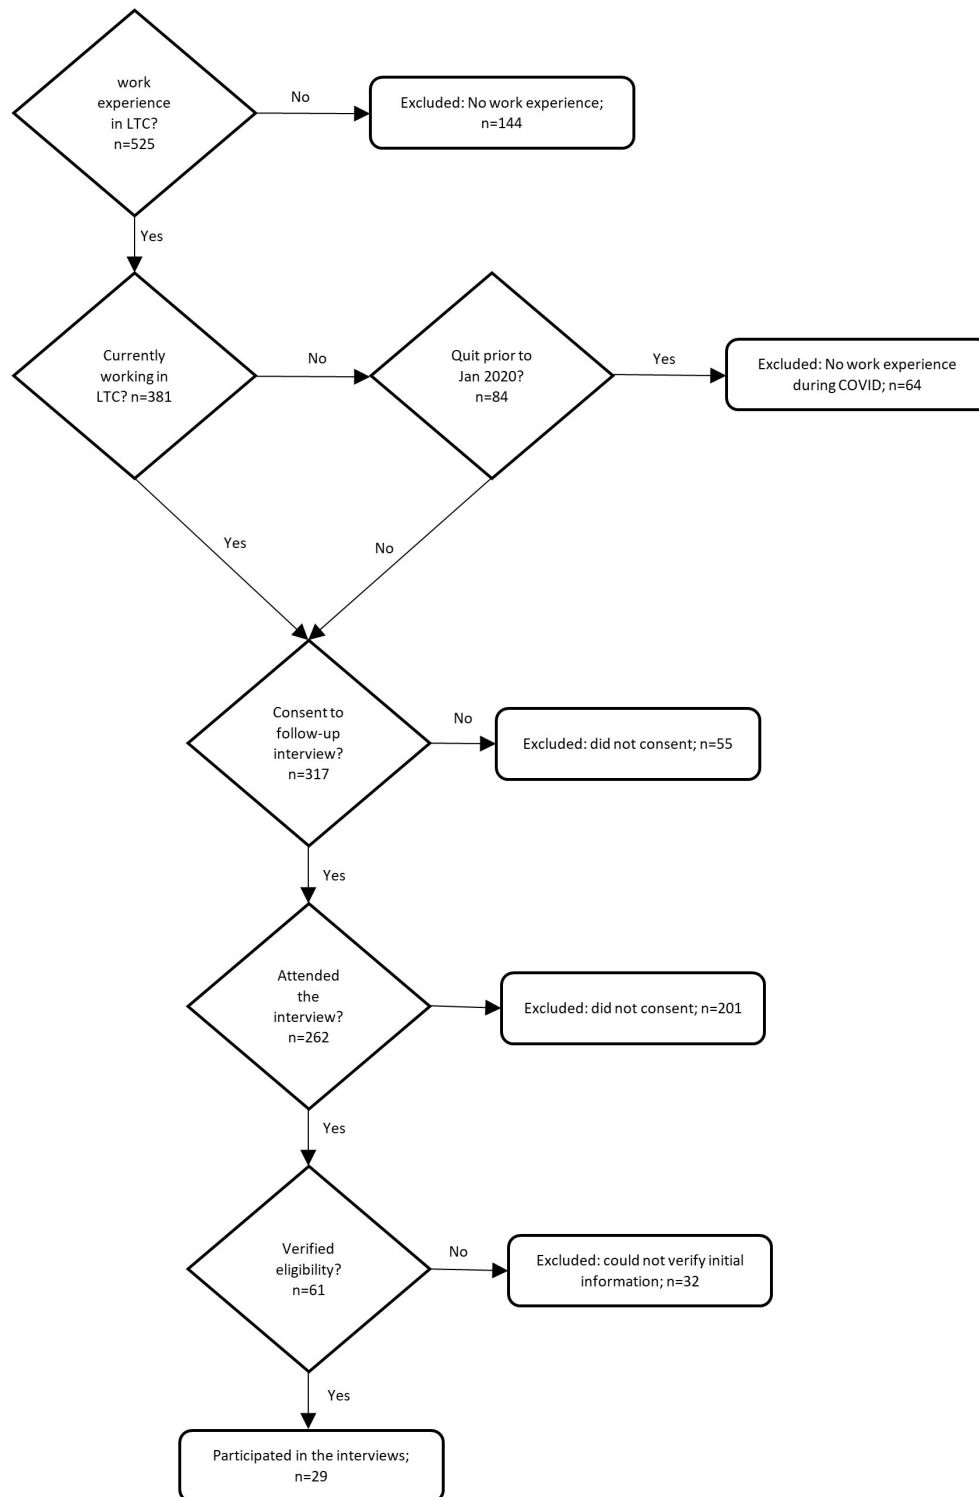 work
experience
in LTC?
n=525
No
Excluded: No work experience;
n=144
Yes
Currently
working in
LTC? n=381
No
Quit prior to
Jan 2020?
n=84
Yes
Excluded: No work experience
during COVID; n=64
Yes
No
Consent to
follow-up
interview?
n=317
No
Excluded: did not consent; n=55
Yes
Attended
the
interview?
n=262
Excluded: did not consent; n=201
Yes
Verified
eligibility?
n=61
No
Excluded: could not verify initial
information; n=32
Yes
Participated in the interviews;
n=29